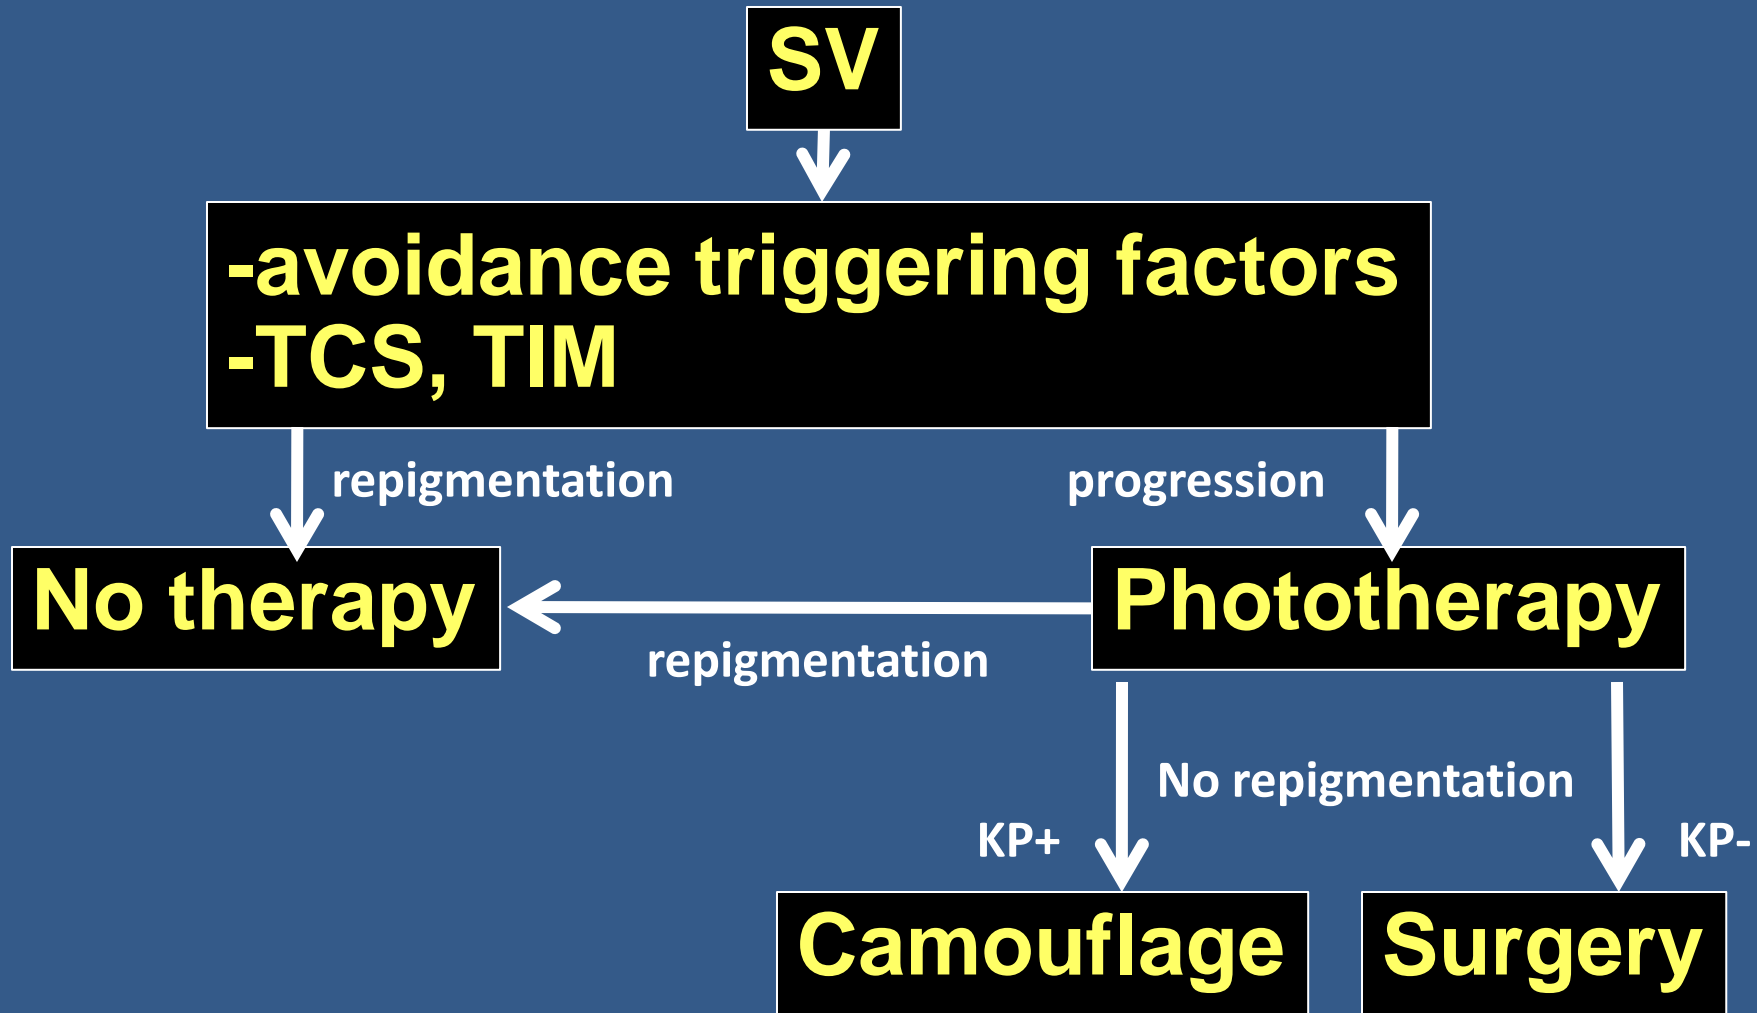 SV
-avoidance triggering factors
-TCS, TIM
repigmentation
progression
No therapy
Phototherapy
repigmentation
No repigmentation
KP+
KP-
Camouflage
Surgery